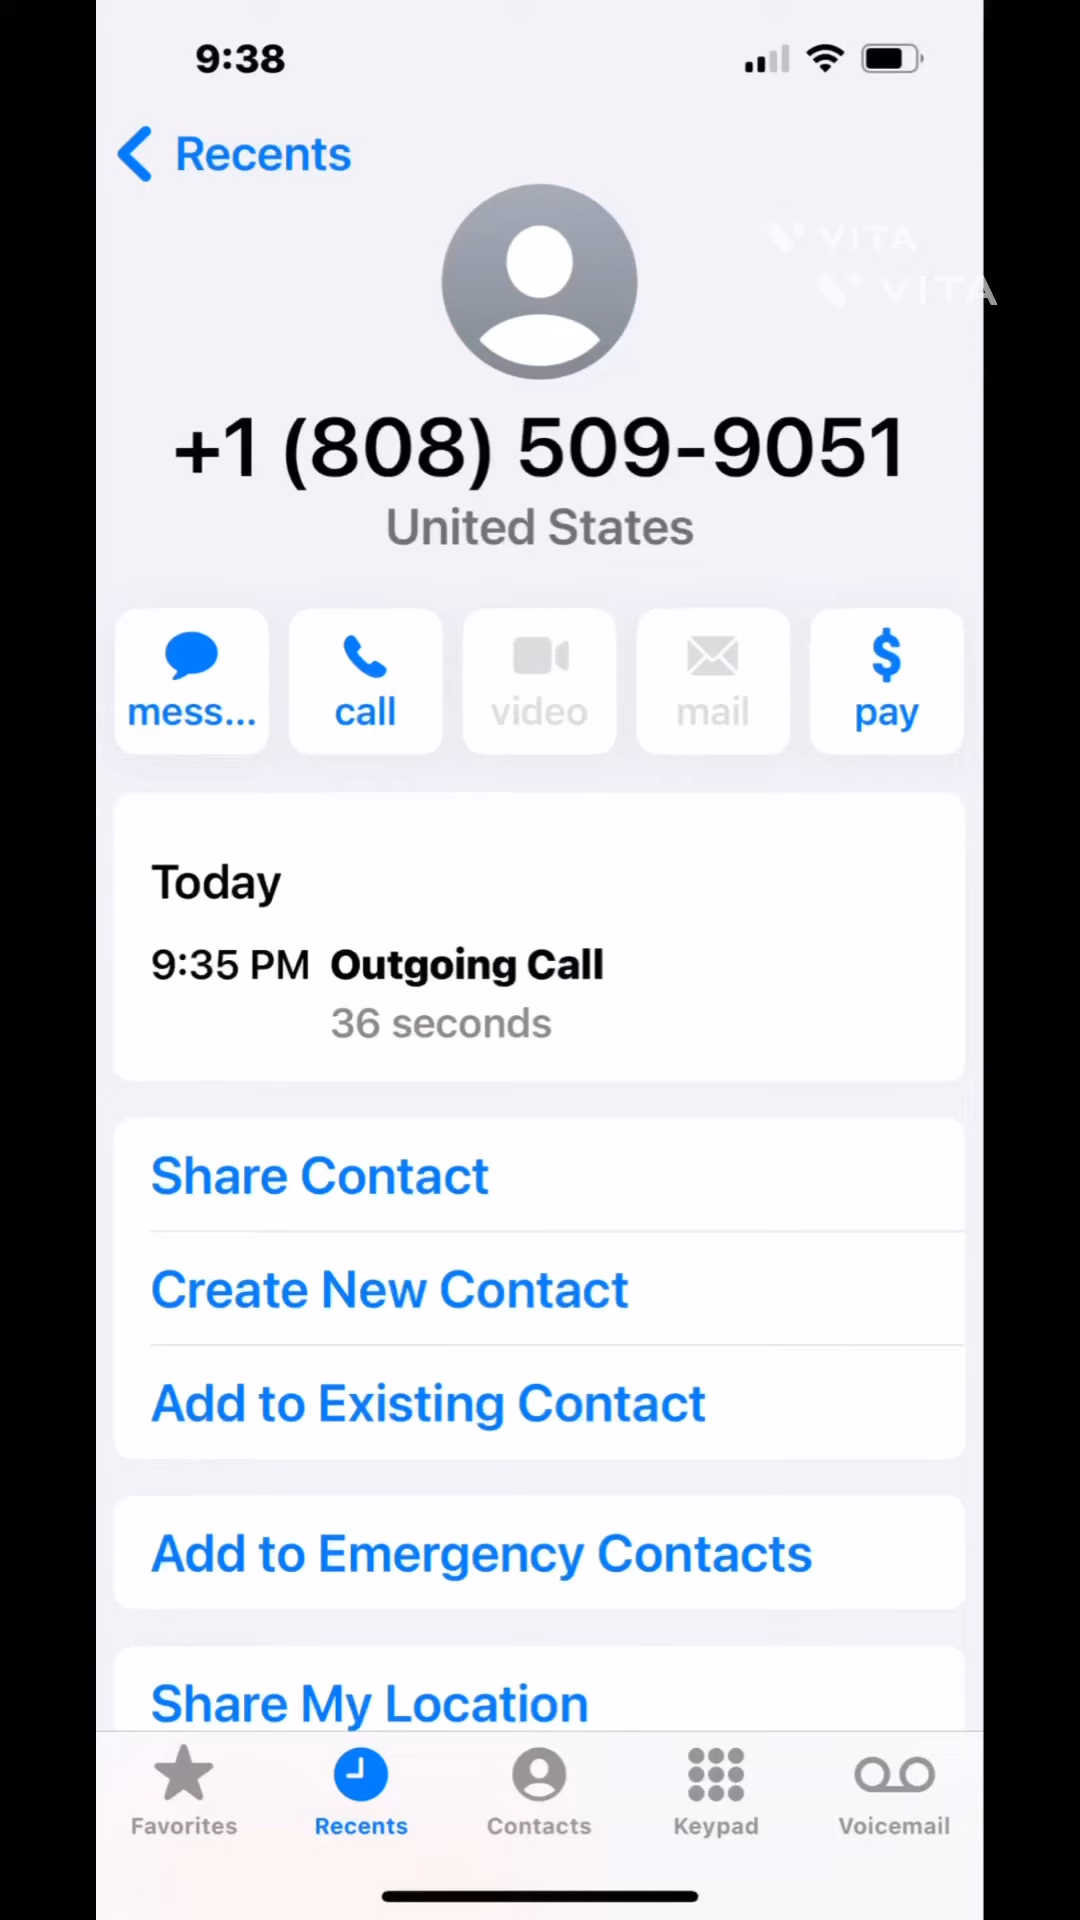 9:38
Recents
VITA
VITA
+1 (808) 509-9051
United States
mess...
call
video
mail
pay
Today
9:35 PM Outgoing Call
36 seconds
Share Contact
Create New Contact
Add to Existing Contact
Add to Emergency Contacts
Share My Location
Favorites
Recents
Contacts
Keypad
Voicemail